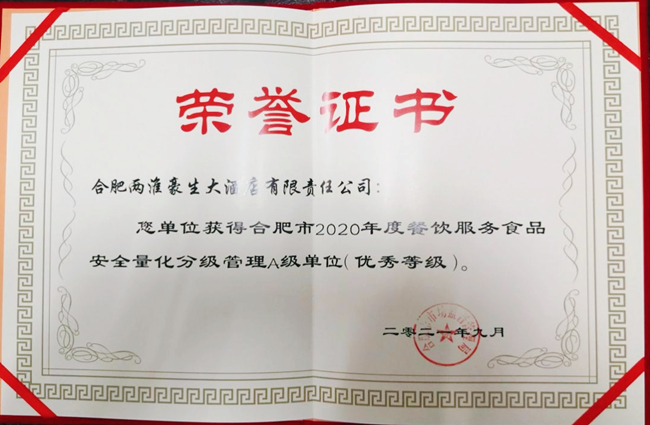 荣誉证书
合肥两淮豪生大酒店有限责任公司：
您单位获得合肥市2020年度餐饮服务食品
安全量化分级管理A级单位（优秀等级）。
二零二一年九月